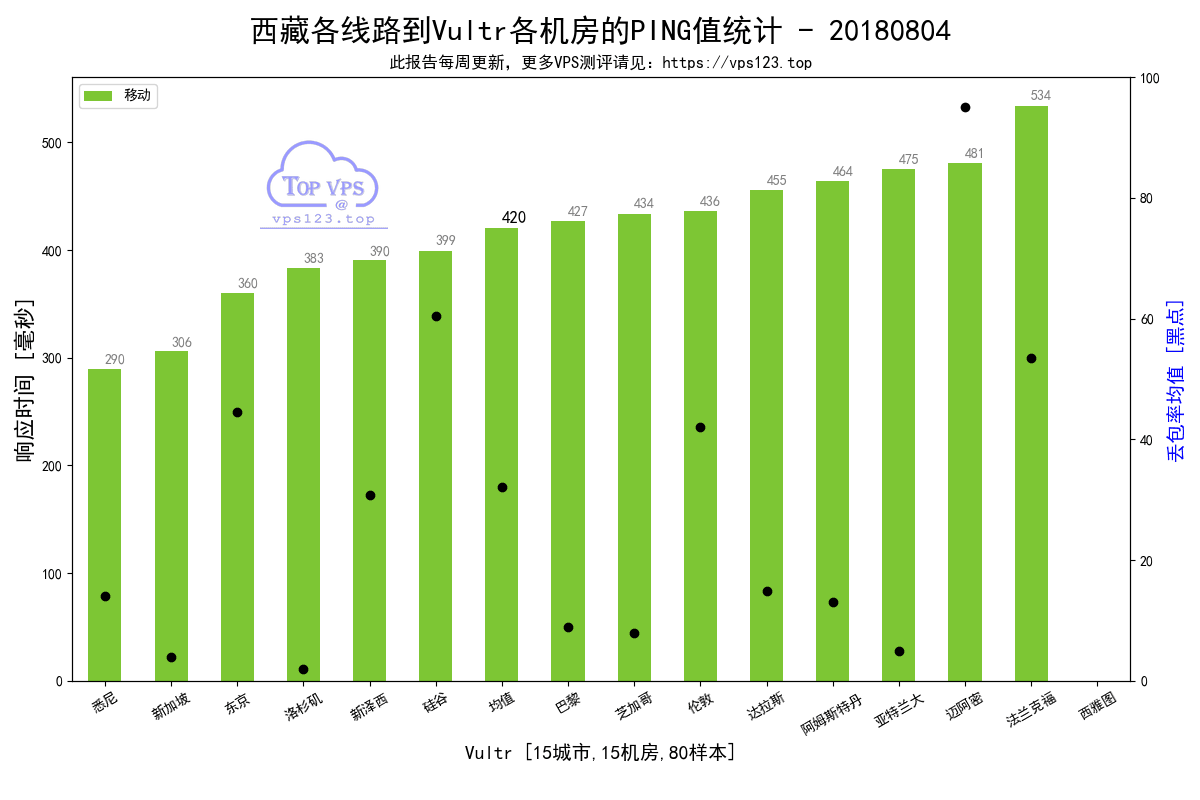 西藏各线路到Vultr各机房的PING值统计 - 20180804
此报告每周更新，更多VPS测评请见：https://vps123.top
移动
TOP VPS
@
vps123.top
290
306
360
383
390
399
420
427
434
436
455
464
475
481
534
响应时间 [毫秒]
500
400
300
200
100
0
100
80
60
40
20
0
丢包率均值 [黑点]
悉尼
新加坡
东京
洛杉矶
新泽西
硅谷
均值
巴黎
芝加哥
伦敦
达拉斯
阿姆斯特丹
亚特兰大
迈阿密
法兰克福
西雅图
Vultr [15城市,15机房,80样本]